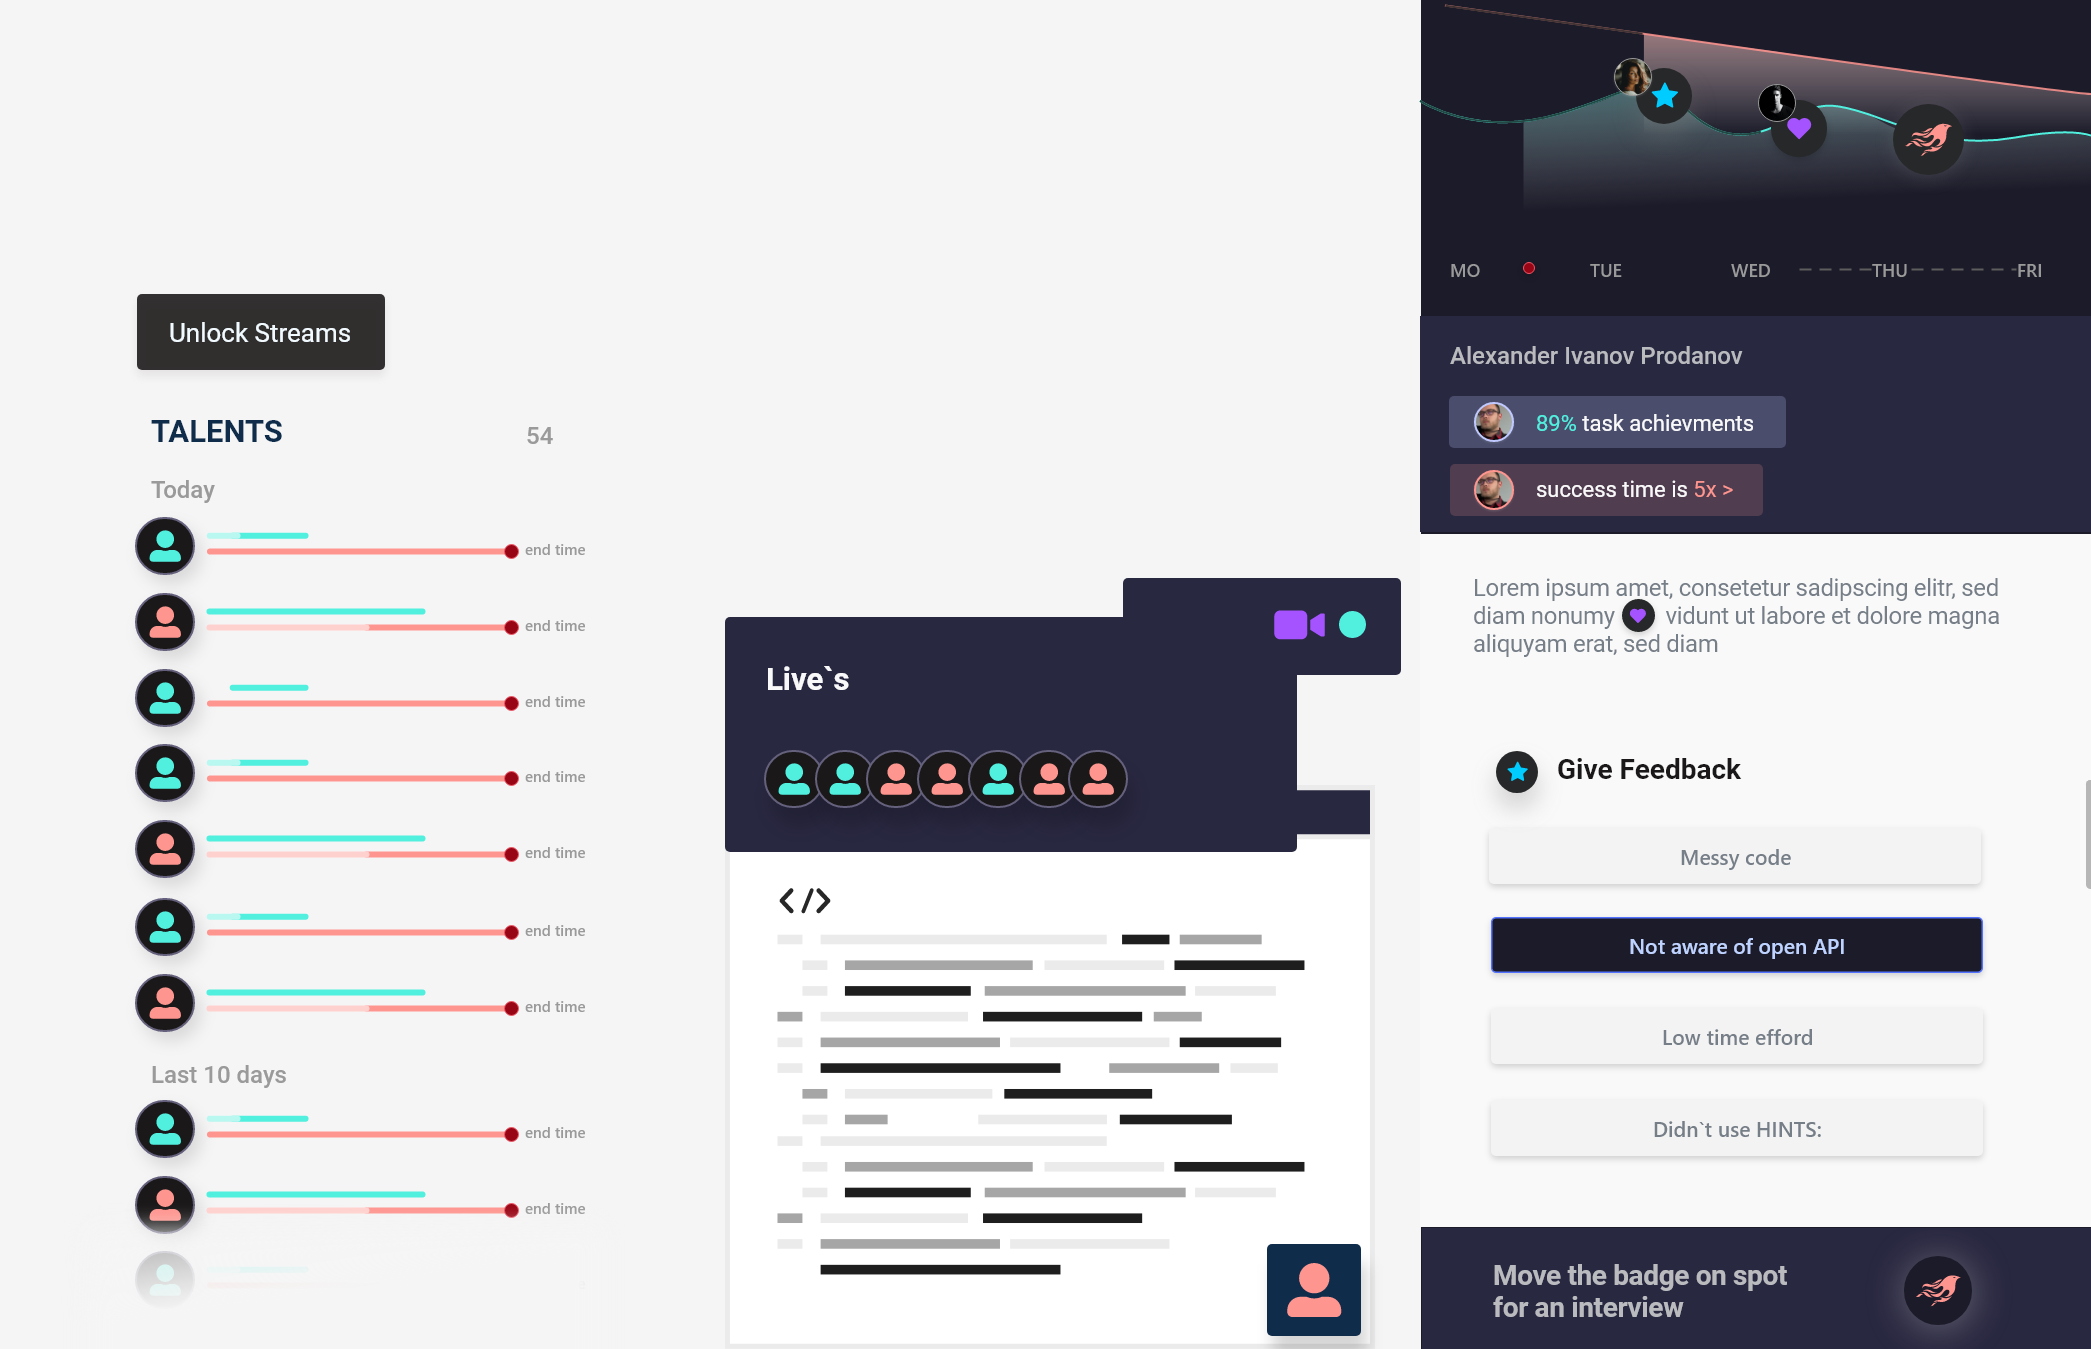 Unlock Streams
TALENTS 54
Today
end time
end time
end time
end time
end time
end time
end time
Last 10 days
end time
end time
Live`s
</>
MO TUE WED THU FRI
Alexander Ivanov Prodanov
89% task achievments
success time is 5x >
Lorem ipsum amet, consetetur sadipscing elitr, sed
diam nonumy vidunt ut labore et dolore magna
aliquyam erat, sed diam
Give Feedback
Messy code
Not aware of open API
Low time efford
Didn`t use HINTS:
Move the badge on spot
for an interview